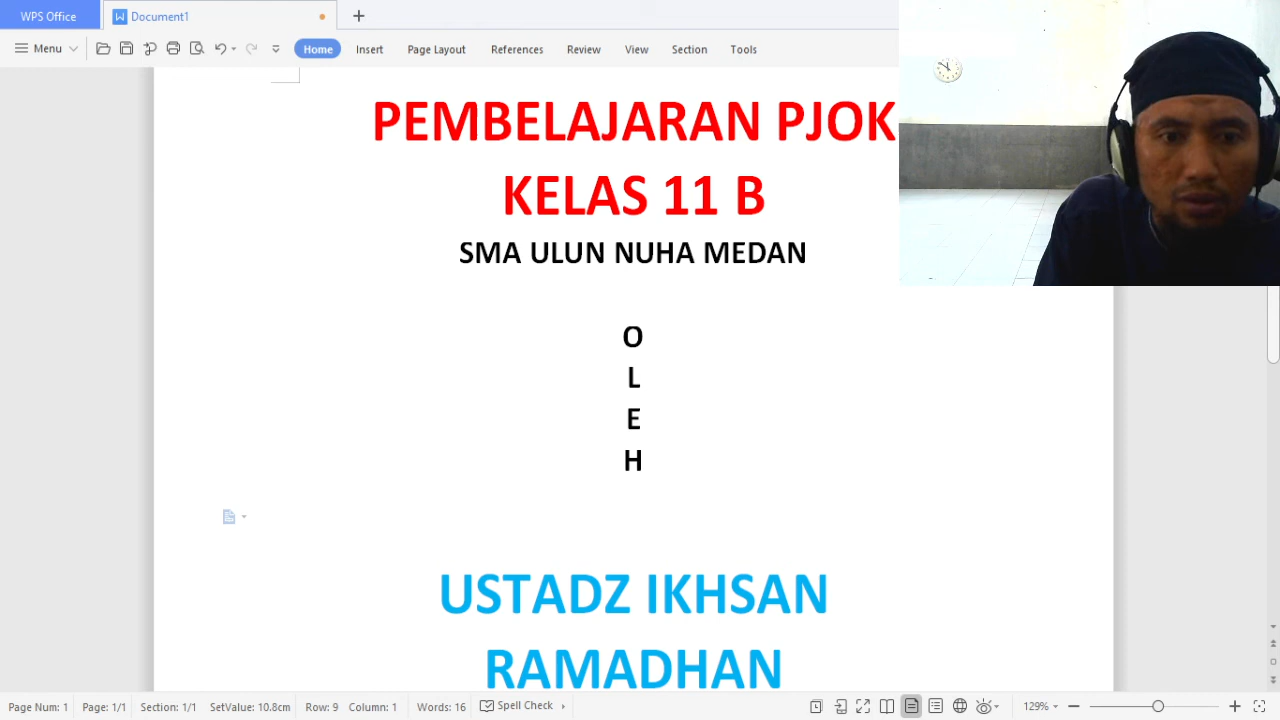 WPS Office
Document1
Menu
Home Insert Page Layout References Review View Section Tools
PEMBELAJARAN PJOK
KELAS 11 B
SMA ULUN NUHA MEDAN
O
L
E
H
USTADZ IKHSAN
RAMADHAN
Page Num: 1 Page: 1/1 Section: 1/1 SetValue:10.8cm Row: 9 Column: 1 Words: 16 Spell Check 129%